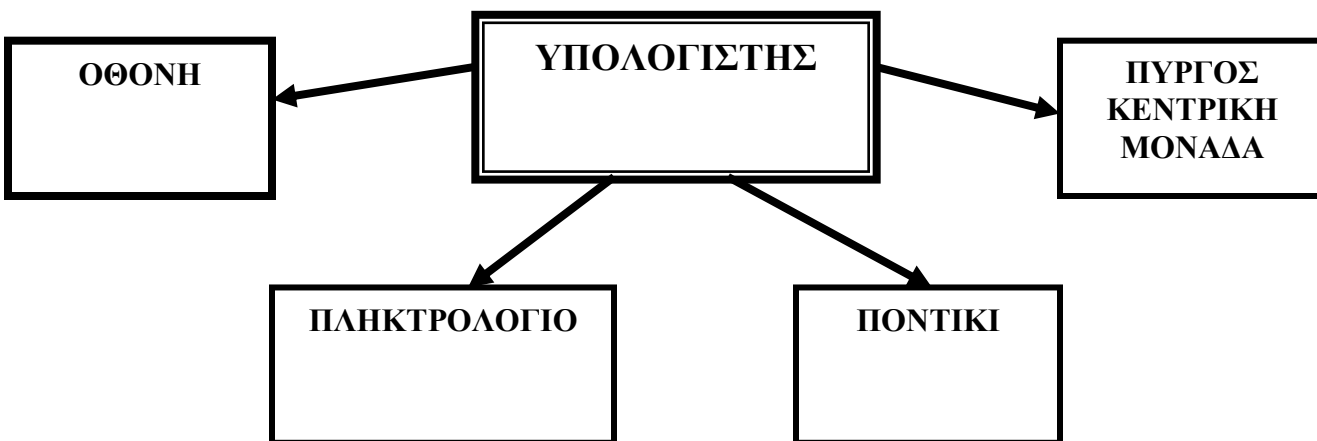 ΥΠΟΛΟΓΙΣΤΗΣ
ΟΘΟΝΗ
ΠΥΡΓΟΣ
ΚΕΝΤΡΙΚΗ
ΜΟΝΑΔΑ
ΠΛΗΚΤΡΟΛΟΓΙΟ
ΠΟΝΤΙΚΙ